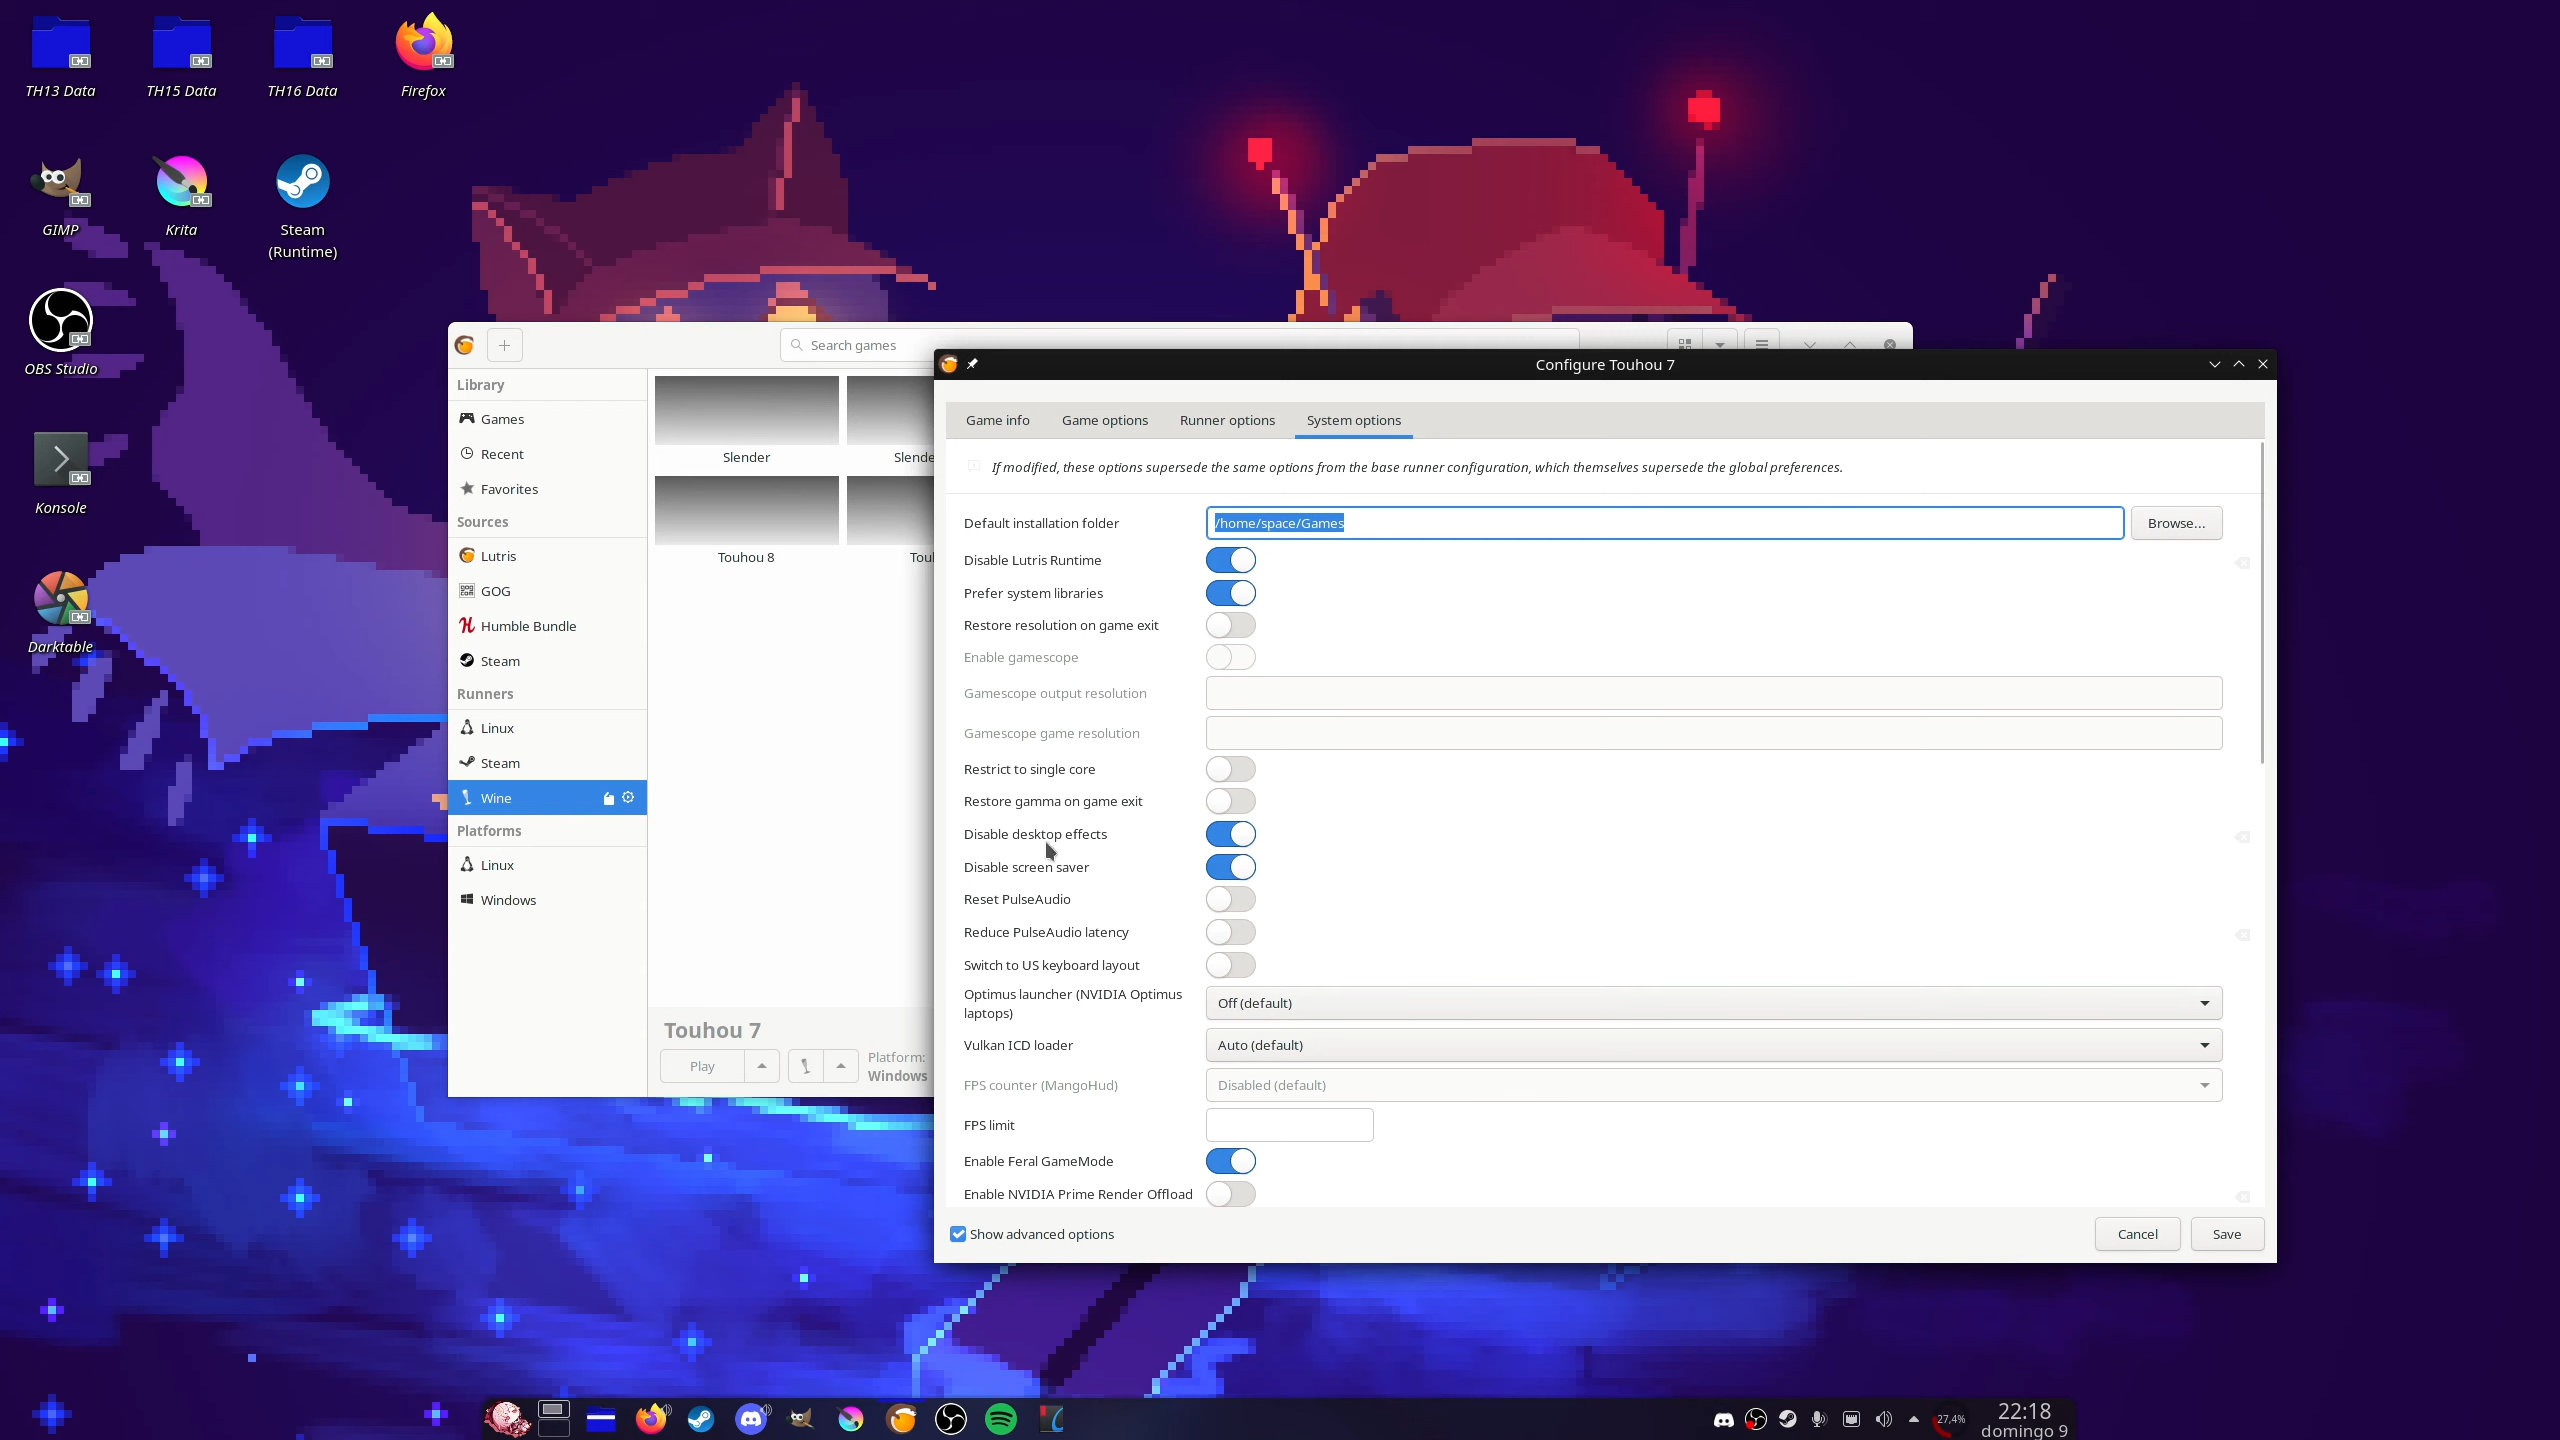 TH13 Data
TH15 Data
TH16 Data
Firefox
GIMP
Krita
Steam
(Runtime)
OBS Studio
Konsole
Darktable
Search games
Library
Games
Recent
Favorites
Sources
Lutris
GOG
Humble Bundle
Steam
Runners
Linux
Steam
Wine
Platforms
Linux
Windows
Slender
Slende
Touhou 8
Toul
Touhou 7
Play
Platform:
Windows
Configure Touhou 7
Game info
Game options
Runner options
System options
If modified, these options supersede the same options from the base runner configuration, which themselves supersede the global preferences.
Default installation folder
/home/space/Games
Browse...
Disable Lutris Runtime
Prefer system libraries
Restore resolution on game exit
Enable gamescope
Gamescope output resolution
Gamescope game resolution
Restrict to single core
Restore gamma on game exit
Disable desktop effects
Disable screen saver
Reset PulseAudio
Reduce PulseAudio latency
Switch to US keyboard layout
Optimus launcher (NVIDIA Optimus
laptops)
Off (default)
Vulkan ICD loader
Auto (default)
FPS counter (MangoHud)
Disabled (default)
FPS limit
Enable Feral GameMode
Enable NVIDIA Prime Render Offload
Show advanced options
Cancel
Save
27,4%
22:18
domingo 9